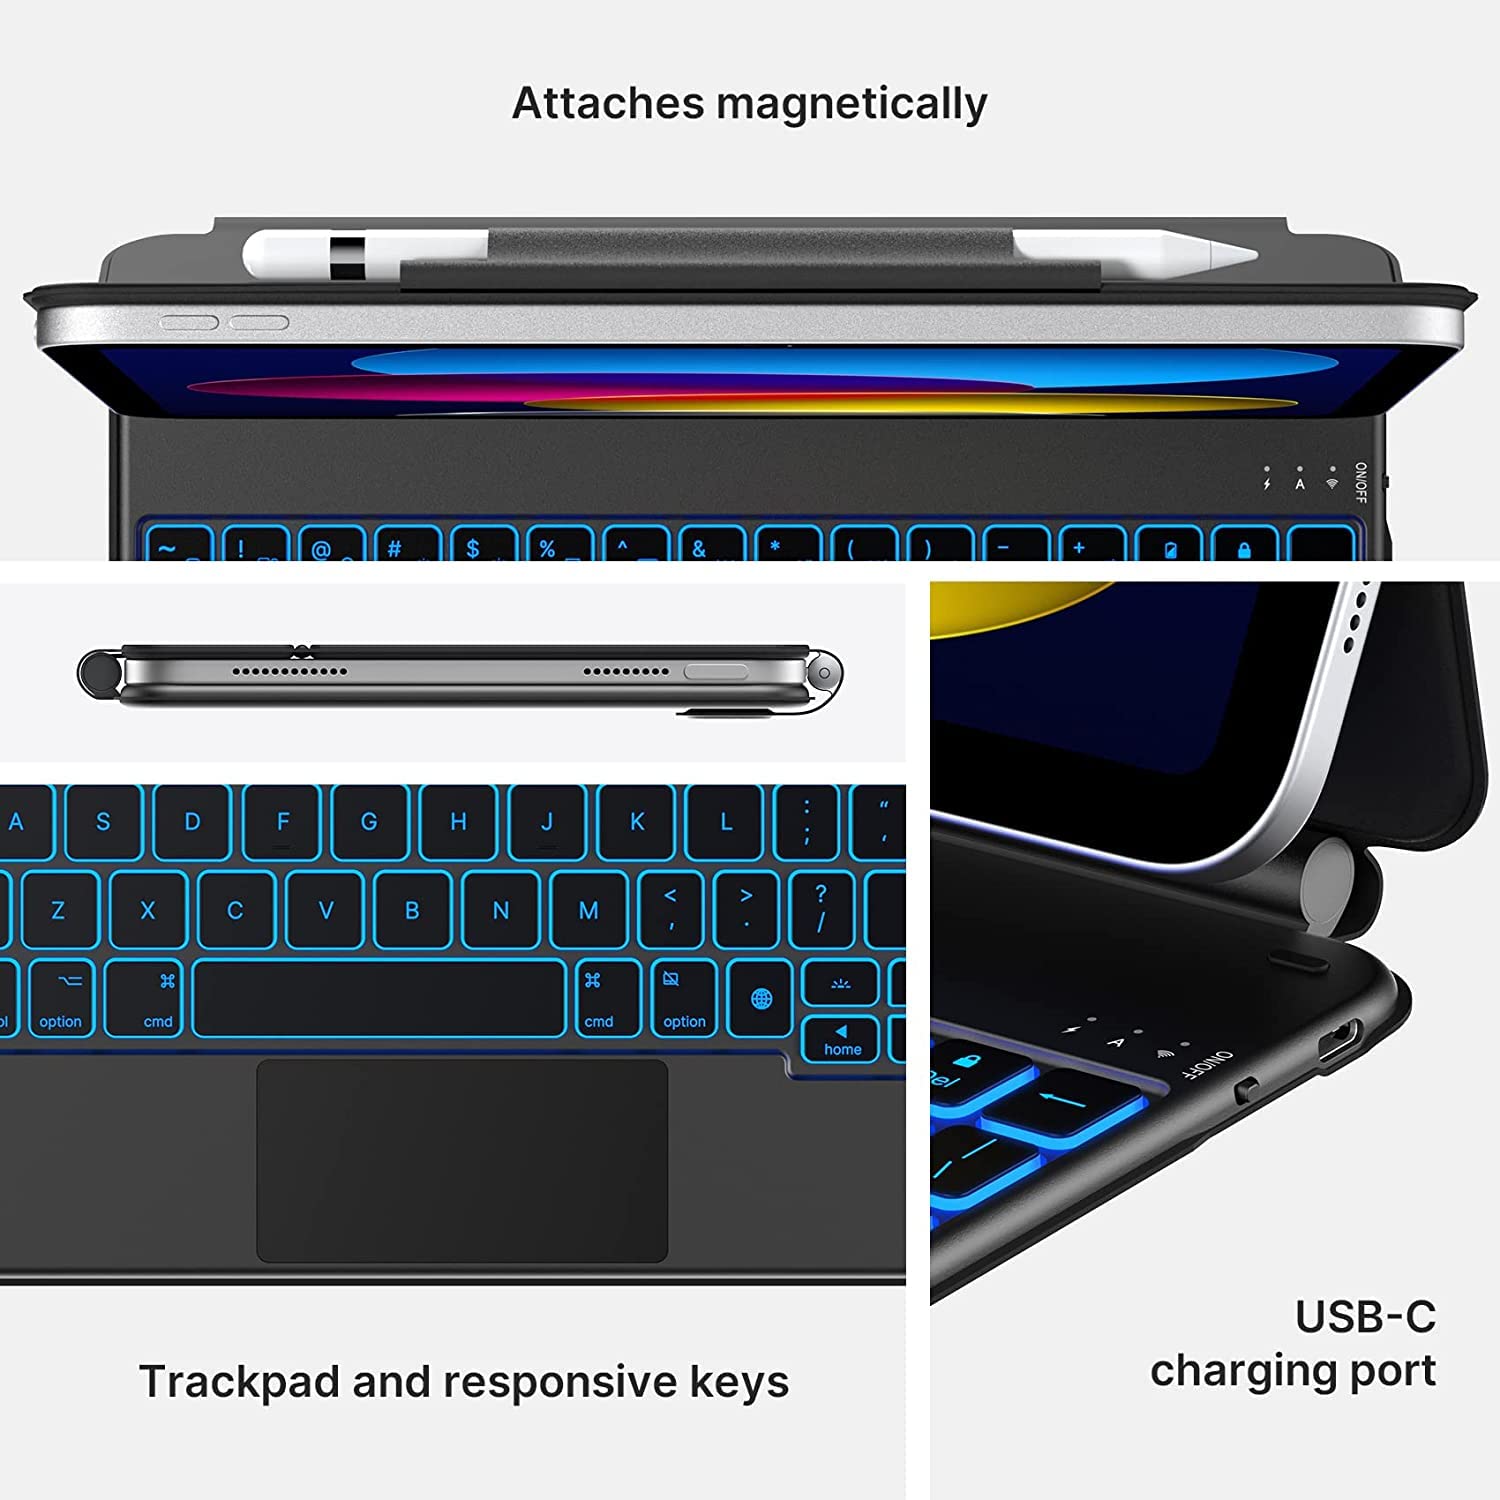 Attaches magnetically
ON/OFF
A
~ ! @ # $ % ^ & * ( ) - +
A S D F G H J K L : ; “ ‘
Z X C V B N M < , > . ? /
option cmd cmd option
home
A
ON/OFF
Trackpad and responsive keys
USB-C
charging port